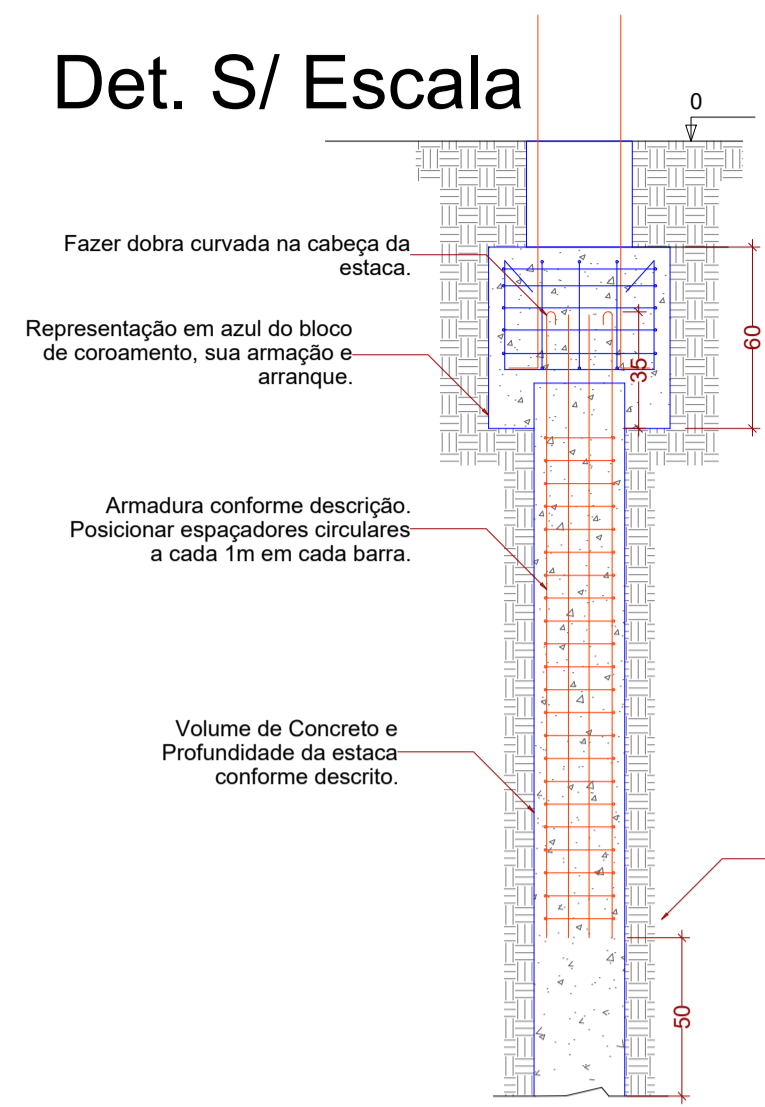 Det. S/ Escala
0
Fazer dobra curvada na cabeça da
estaca.
Representação em azul do bloco
de coroamento, sua armação e
arranque.
60
35
Armadura conforme descrição.
Posicionar espaçadores circulares
a cada 1m em cada barra.
Volume de Concreto e
Profundidade da estaca
conforme descrito.
50